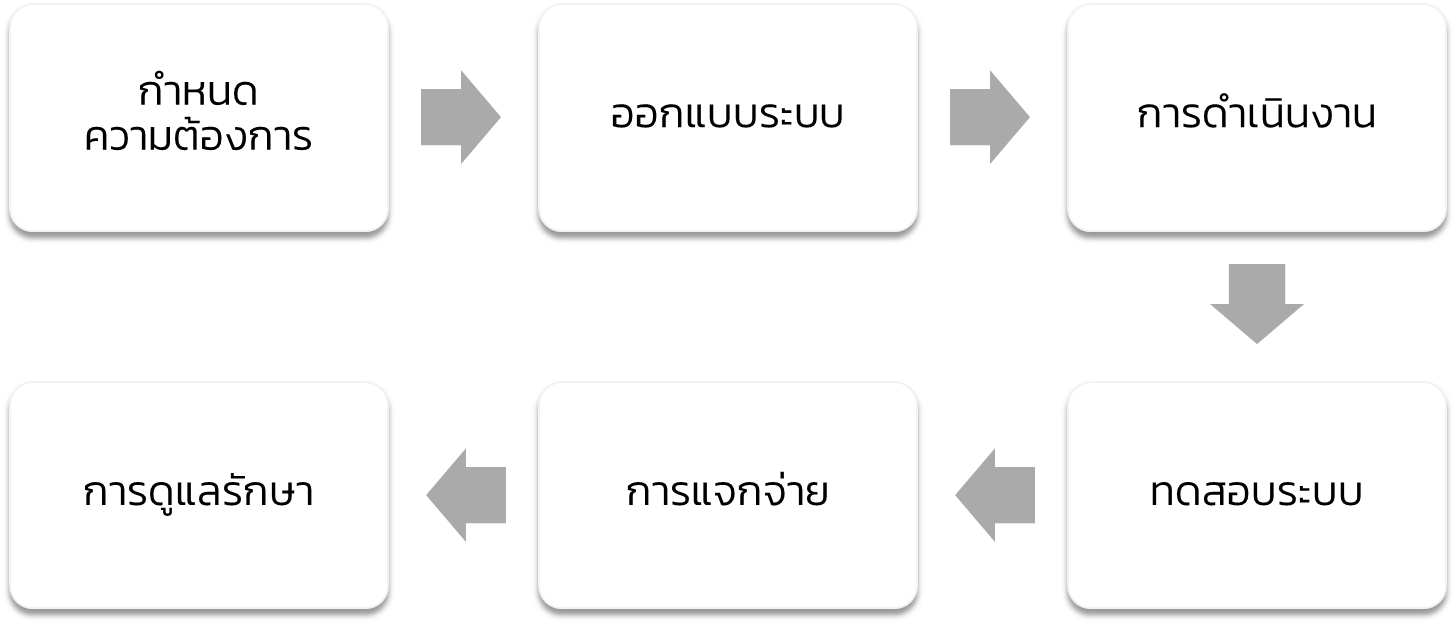 กำหนด
ความต้องการ
ออกแบบระบบ
การดำเนินงาน
ทดสอบระบบ
การแจกจ่าย
การดูแลรักษา